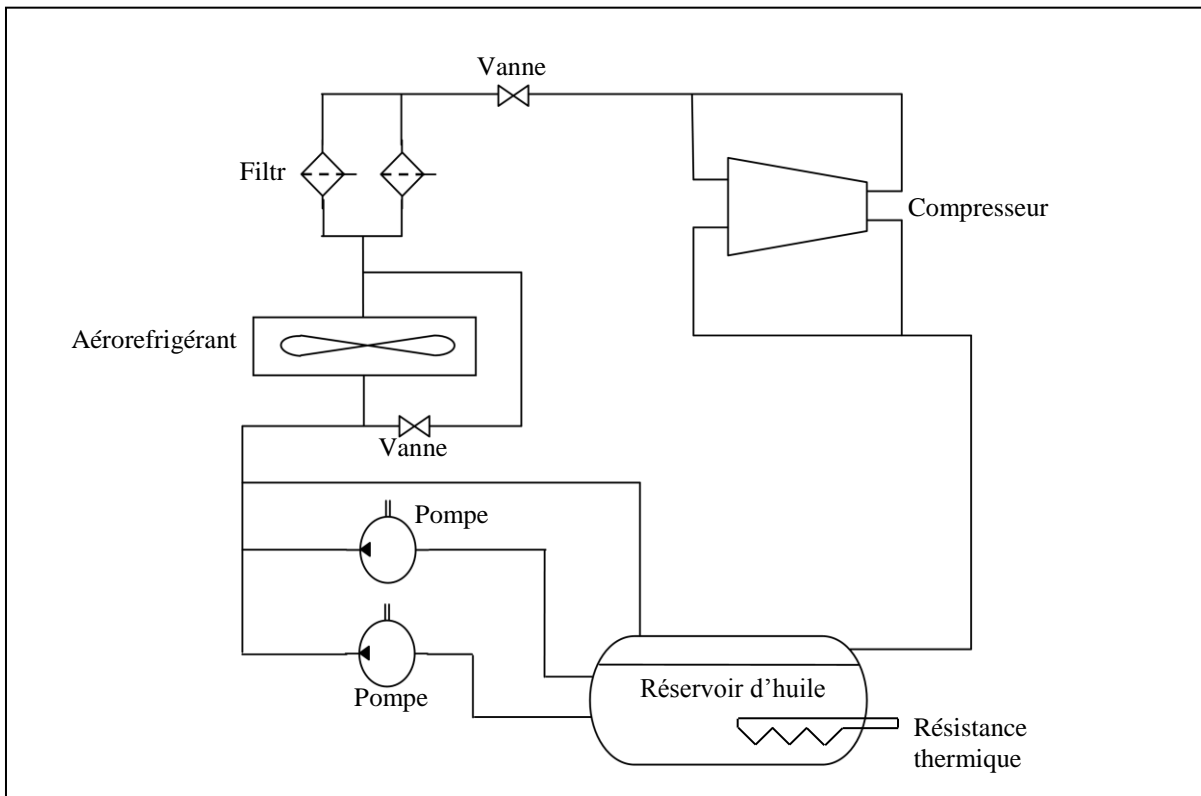 Vanne
Filtr
Compresseur
Aérorefrigérant
Vanne
Pompe
Pompe
Réservoir d’huile
Résistance
thermique